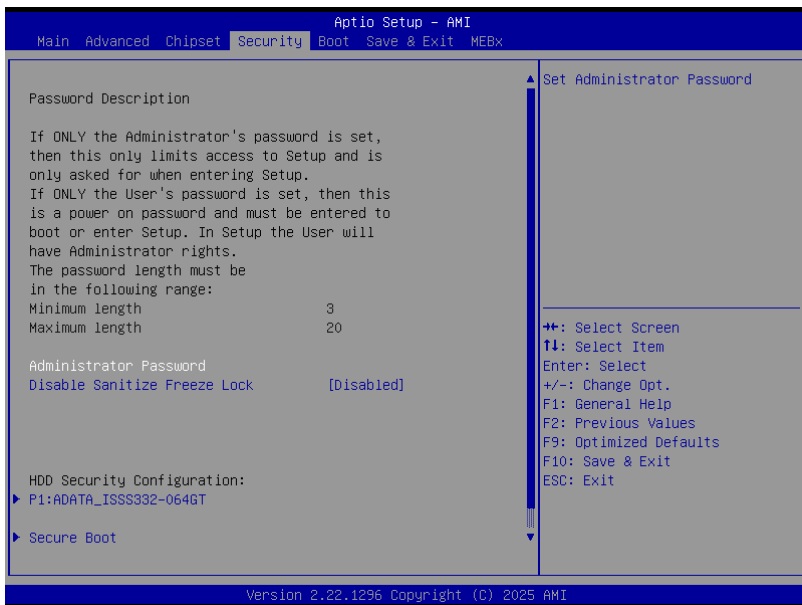 Aptio Setup - AMI
Main Advanced Chipset Security Boot Save & Exit MEBx
Password Description
If ONLY the Administrator's password is set,
then this only limits access to Setup and is
only asked for when entering Setup.
If ONLY the User's password is set, then this
is a power on password and must be entered to
boot or enter Setup. In Setup the User will
have Administrator rights.
The password length must be
in the following range:
Minimum length 3
Maximum length 20
Administrator Password
Disable Sanitize Freeze Lock [Disabled]
HDD Security Configuration:
P1:ADATA_ISSS332-064GT
Secure Boot
Set Administrator Password
→←: Select Screen
↑↓: Select Item
Enter: Select
+/-: Change Opt.
F1: General Help
F2: Previous Values
F9: Optimized Defaults
F10: Save & Exit
ESC: Exit
Version 2.22.1296 Copyright (C) 2025 AMI